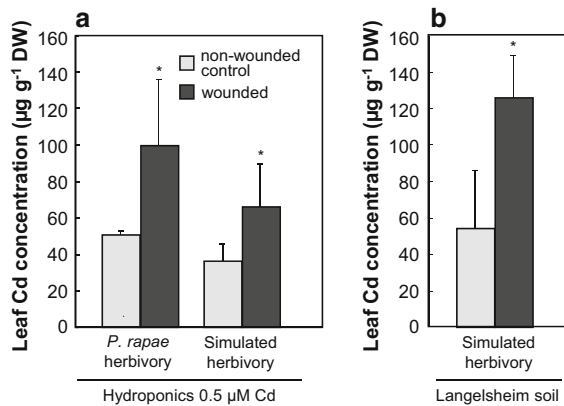 a
Leaf Cd concentration (µg g⁻¹ DW)
160
140
120
100
80
60
40
20
0
non-wounded
control
wounded
*
*
P. rapae
herbivory
Simulated
herbivory
Hydroponics 0.5 µM Cd
b
Leaf Cd concentration (µg g⁻¹ DW)
160
140
120
100
80
60
40
20
0
*
Simulated
herbivory
Langelsheim soil